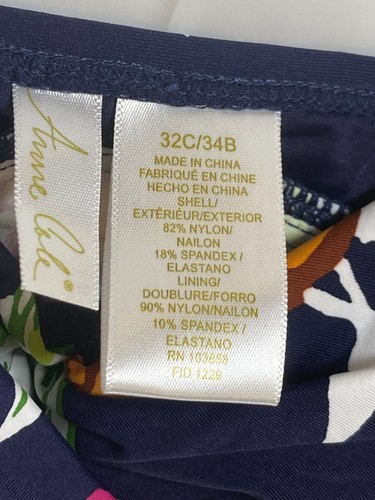 Anne Cole®
32C/34B
MADE IN CHINA
FABRIQUÉ EN CHINE
HECHO EN CHINA
SHELL/
EXTÉRIEUR/EXTERIOR
82% NYLON/
NAILON
18% SPANDEX /
ELASTANO
LINING/
DOUBLURE/FORRO
90% NYLON/NAILON
10% SPANDEX /
ELASTANO
RN 103658
FID 1229